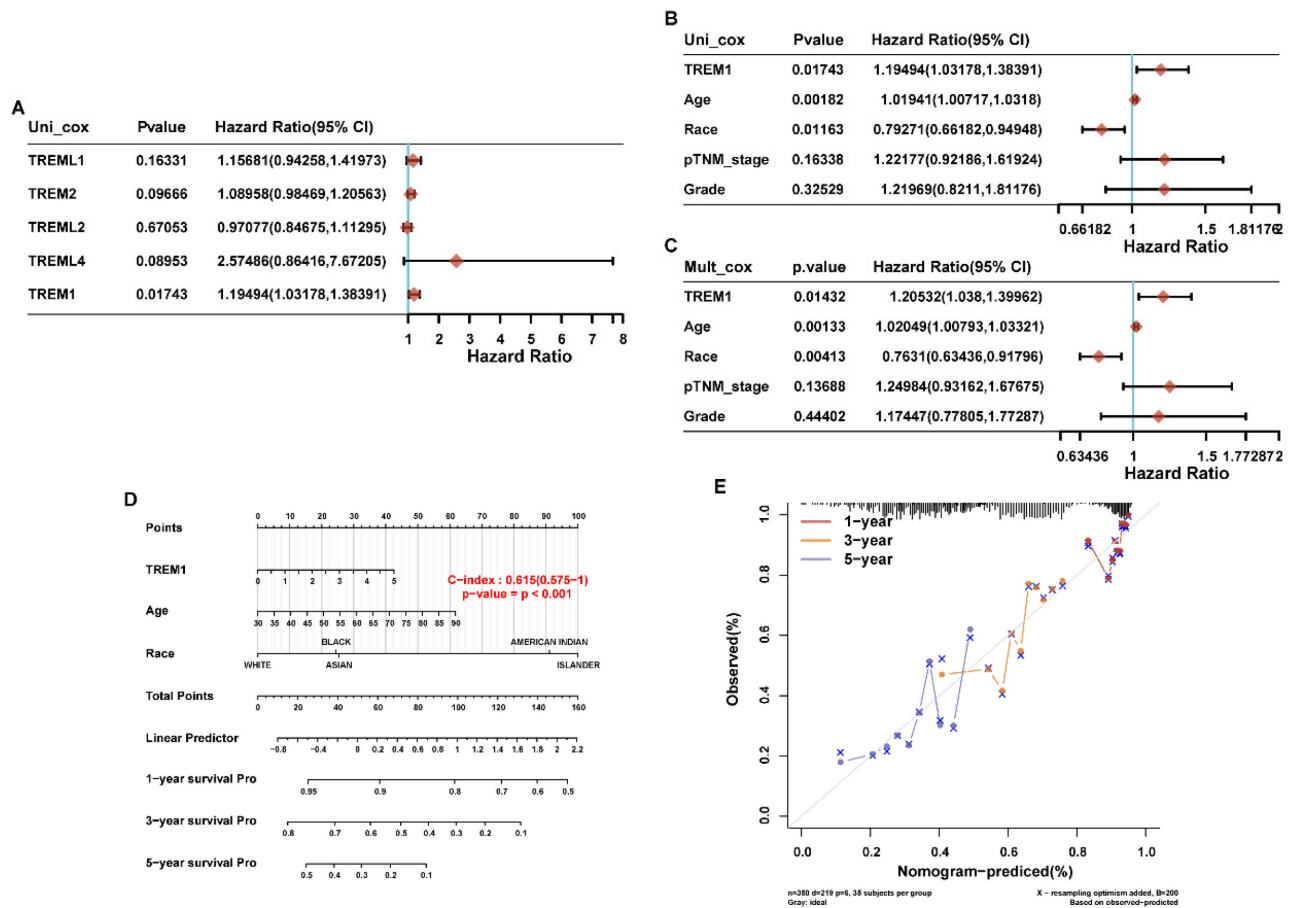 A
Uni_cox Pvalue Hazard Ratio(95% CI)
TREML1 0.16331 1.15681(0.94258,1.41973)
TREM2 0.09666 1.08958(0.98469,1.20563)
TREML2 0.67053 0.97077(0.84675,1.11295)
TREML4 0.08953 2.57486(0.86416,7.67205)
TREM1 0.01743 1.19494(1.03178,1.38391)
1 2 3 4 5 6 7 8
Hazard Ratio
B
Uni_cox Pvalue Hazard Ratio(95% CI)
TREM1 0.01743 1.19494(1.03178,1.38391)
Age 0.00182 1.01941(1.00717,1.0318)
Race 0.01163 0.79271(0.66182,0.94948)
pTNM_stage 0.16338 1.22177(0.92186,1.61924)
Grade 0.32529 1.21969(0.8211,1.81176)
0.66182 1 1.5 1.81176 2
Hazard Ratio
C
Mult_cox p.value Hazard Ratio(95% CI)
TREM1 0.01432 1.20532(1.038,1.39962)
Age 0.00133 1.02049(1.00793,1.03321)
Race 0.00413 0.7631(0.63436,0.91796)
pTNM_stage 0.13688 1.24984(0.93162,1.67675)
Grade 0.44402 1.17447(0.77805,1.77287)
0.63436 1 1.5 1.77287 2
Hazard Ratio
D
Points 0 10 20 30 40 50 60 70 80 90 100
TREM1 0 1 2 3 4 5
C−index : 0.615(0.575−1)
p−value = p < 0.001
Age 30 35 40 45 50 55 60 65 70 75 80 85 90
BLACK AMERICAN INDIAN
Race
WHITE ASIAN ISLANDER
Total Points 0 20 40 60 80 100 120 140 160
Linear Predictor −0.8 −0.4 0 0.2 0.4 0.6 0.8 1 1.2 1.4 1.6 1.8 2 2.2
1−year survival Pro 0.95 0.9 0.8 0.7 0.6 0.5
3−year survival Pro 0.8 0.7 0.6 0.5 0.4 0.3 0.2 0.1
5−year survival Pro 0.5 0.4 0.3 0.2 0.1
E
1−year
3−year
5−year
Observed(%)
1.0
0.8
0.6
0.4
0.2
0.0
0.0 0.2 0.4 0.6 0.8 1.0
Nomogram−prediced(%)
n=350 d=219 p=6, 35 subjects per group X − resampling optimism added, B=200
Gray: ideal Based on observed−predicted